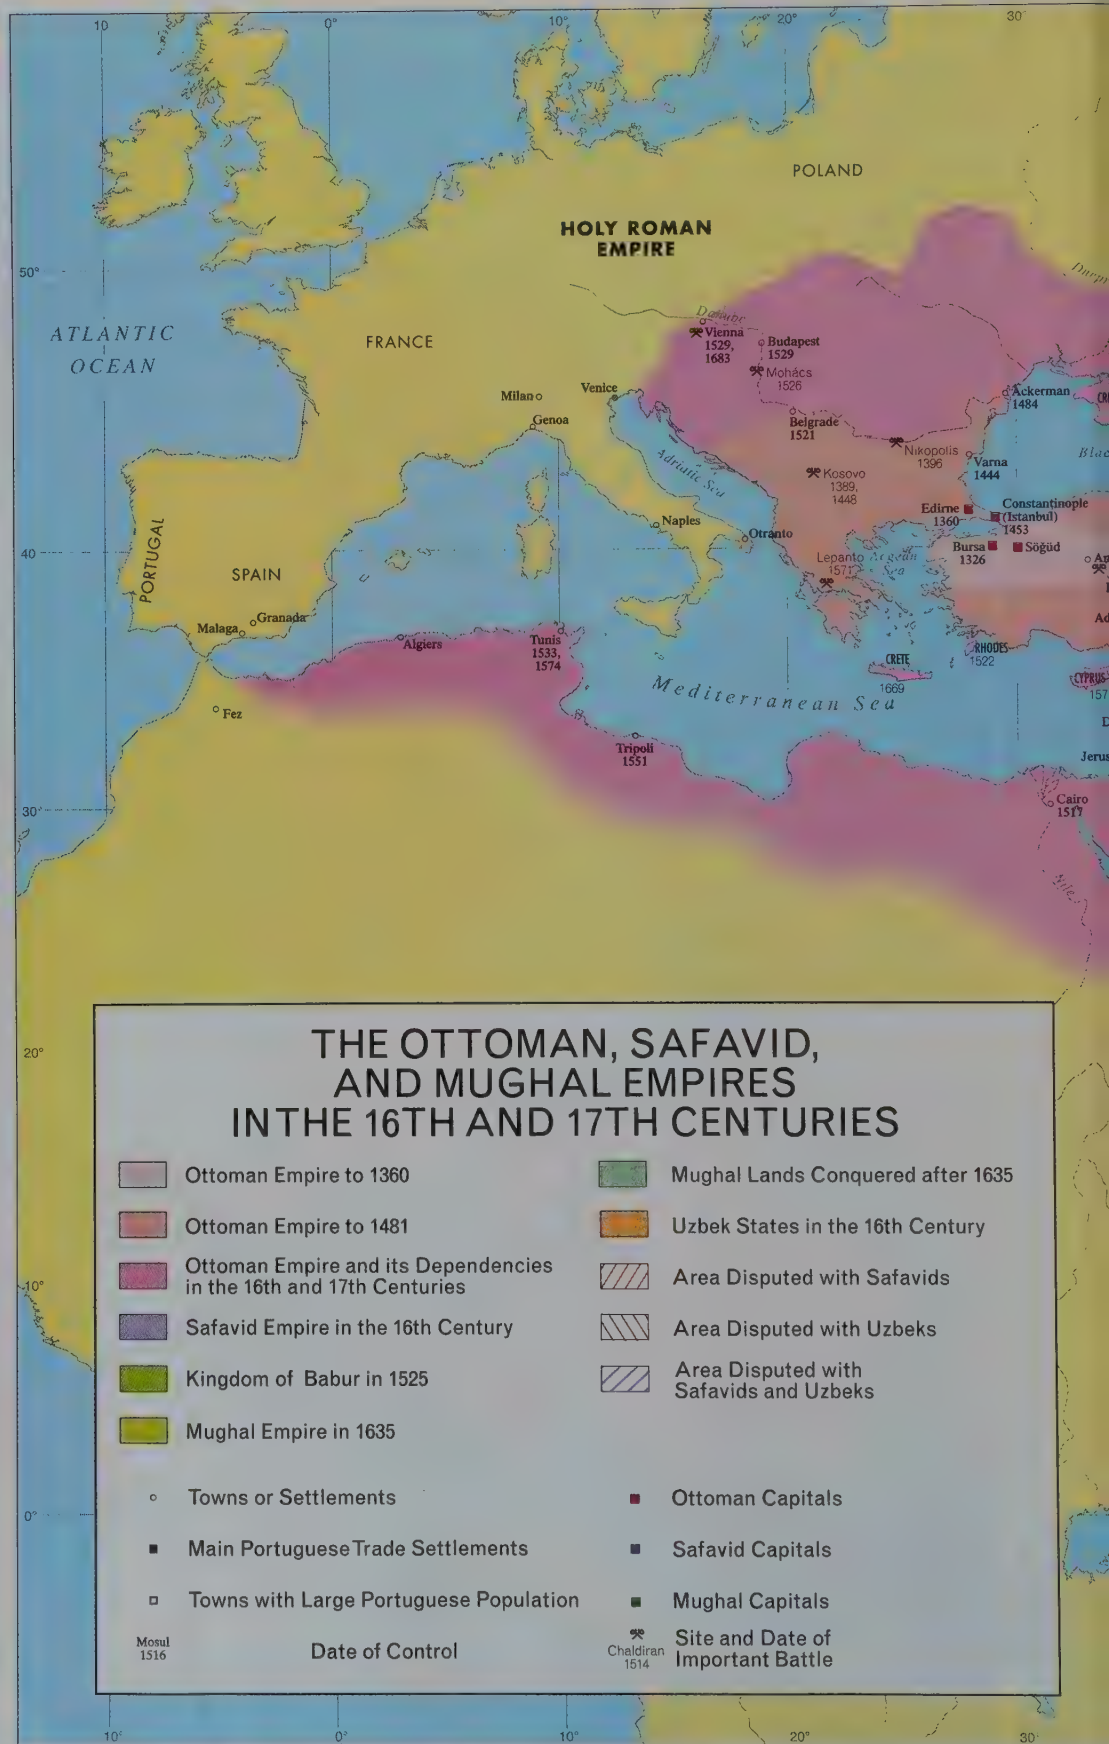 10
0°
10°
20°
30°
POLAND
HOLY ROMAN
EMPIRE
50°
ATLANTIC
OCEAN
FRANCE
Danube
Vienna
1529,
1683
Budapest
1529
Mohács
1526
Milan
Venice
Genoa
Belgrade
1521
Ackerman
1484
Nikopolis
1396
Varna
1444
Adriatic Sea
Kosovo
1389,
1448
Edirne
1360
Constantinople
(Istanbul)
1453
Naples
Otranto
Bursa
1326
Söğüd
40
PORTUGAL
SPAIN
Lepanto
1571
Aegean
Sea
Granada
Malaga
Algiers
Tunis
1533,
1574
CRETE
1669
RHODES
1522
CYPRUS
Mediterranean Sea
Fez
Tripoli
1551
30°
Cairo
1517
Nile
THE OTTOMAN, SAFAVID,
AND MUGHAL EMPIRES
IN THE 16TH AND 17TH CENTURIES
20°
Ottoman Empire to 1360
Ottoman Empire to 1481
Ottoman Empire and its Dependencies
in the 16th and 17th Centuries
Safavid Empire in the 16th Century
Kingdom of Babur in 1525
Mughal Empire in 1635
Mughal Lands Conquered after 1635
Uzbek States in the 16th Century
Area Disputed with Safavids
Area Disputed with Uzbeks
Area Disputed with
Safavids and Uzbeks
10°
Towns or Settlements
Main Portuguese Trade Settlements
Towns with Large Portuguese Population
Mosul
1516
Date of Control
Ottoman Capitals
Safavid Capitals
Mughal Capitals
Chaldiran
1514
Site and Date of
Important Battle
0°
10°
0°
10°
20°
30°